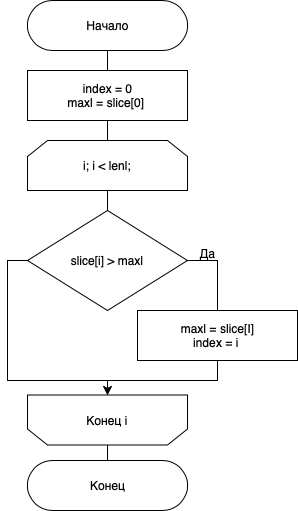 Начало
index = 0
maxl = slice[0]
i; i < lenl;
slice[i] > maxl
Да
maxl = slice[I]
index = i
Конец i
Конец